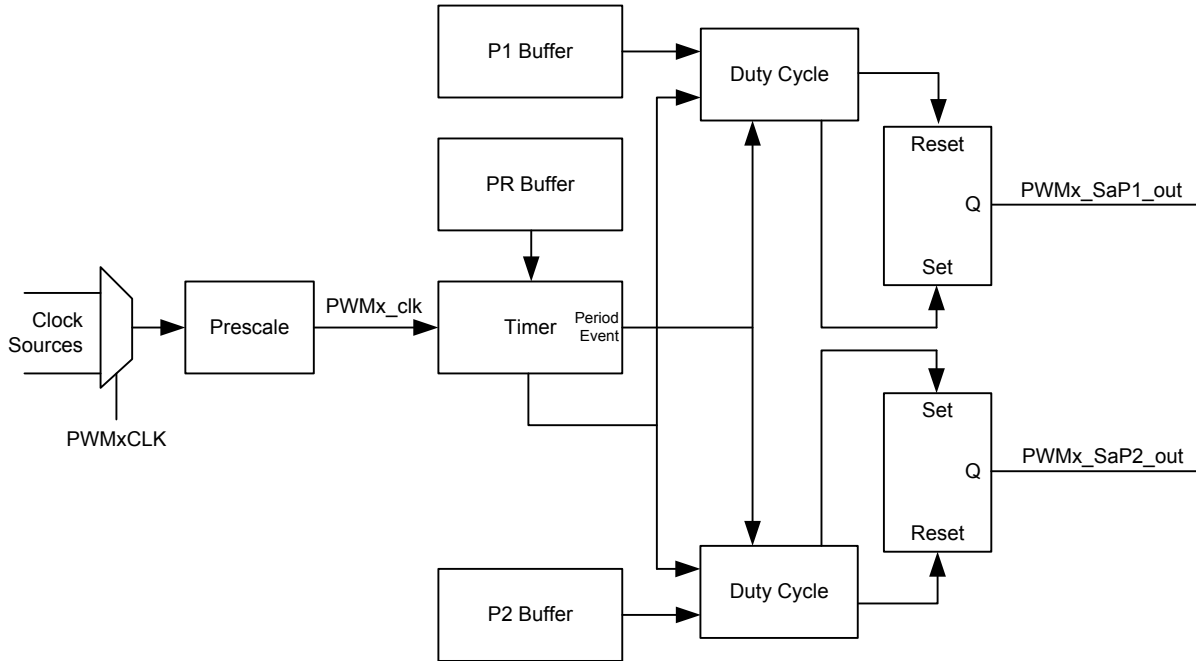 P1 Buffer
Duty Cycle
Reset
PR Buffer
Q
PWMx_SaP1_out
Set
PWMx_clk
Clock
Sources
Prescale
Timer
Period
Event
PWMxCLK
Set
PWMx_SaP2_out
Q
Reset
P2 Buffer
Duty Cycle